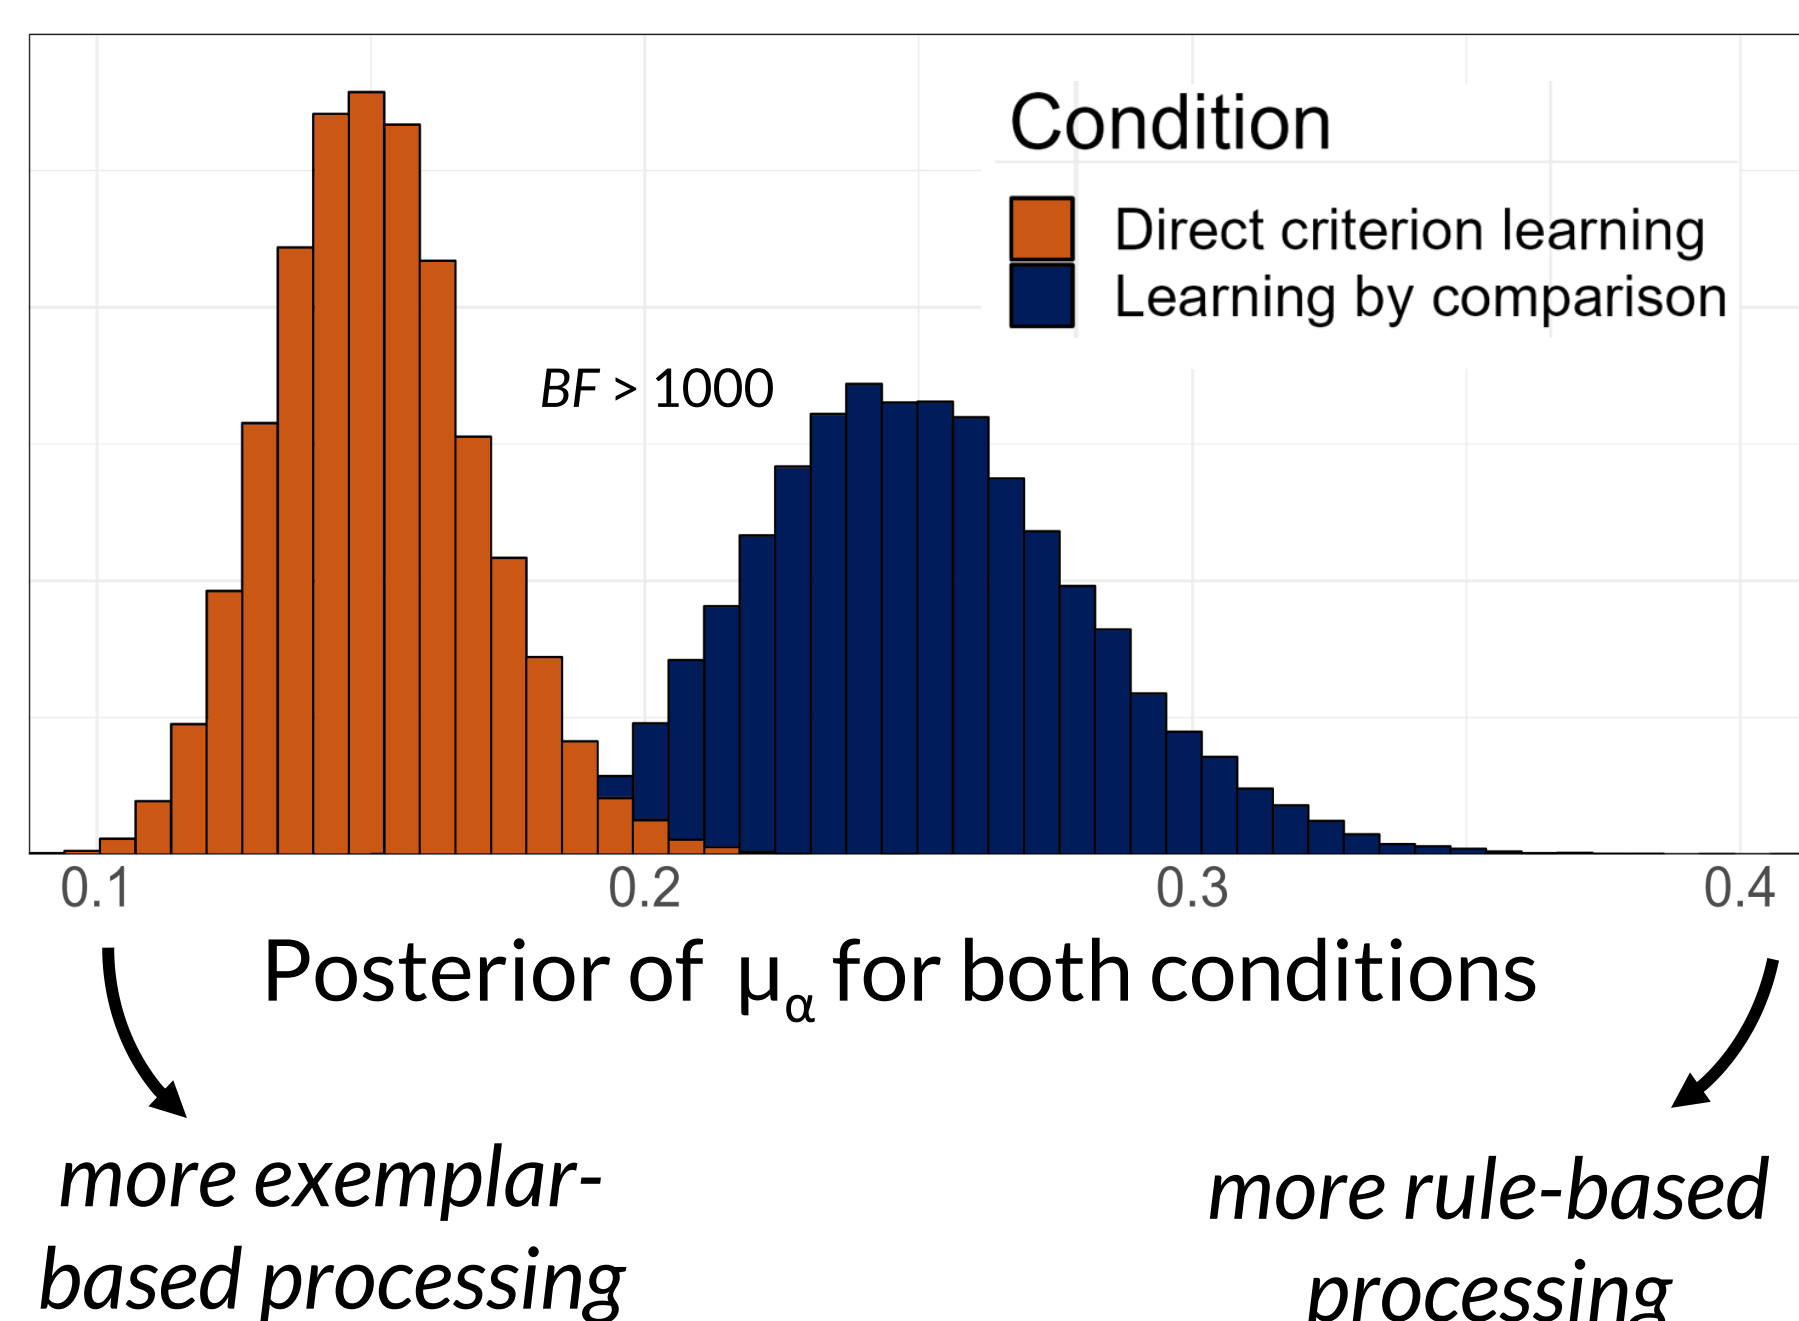 Condition
Direct criterion learning
Learning by comparison
BF > 1000
0.1 0.2 0.3 0.4
Posterior of μα for both conditions
more exemplar-
based processing
more rule-based
processing